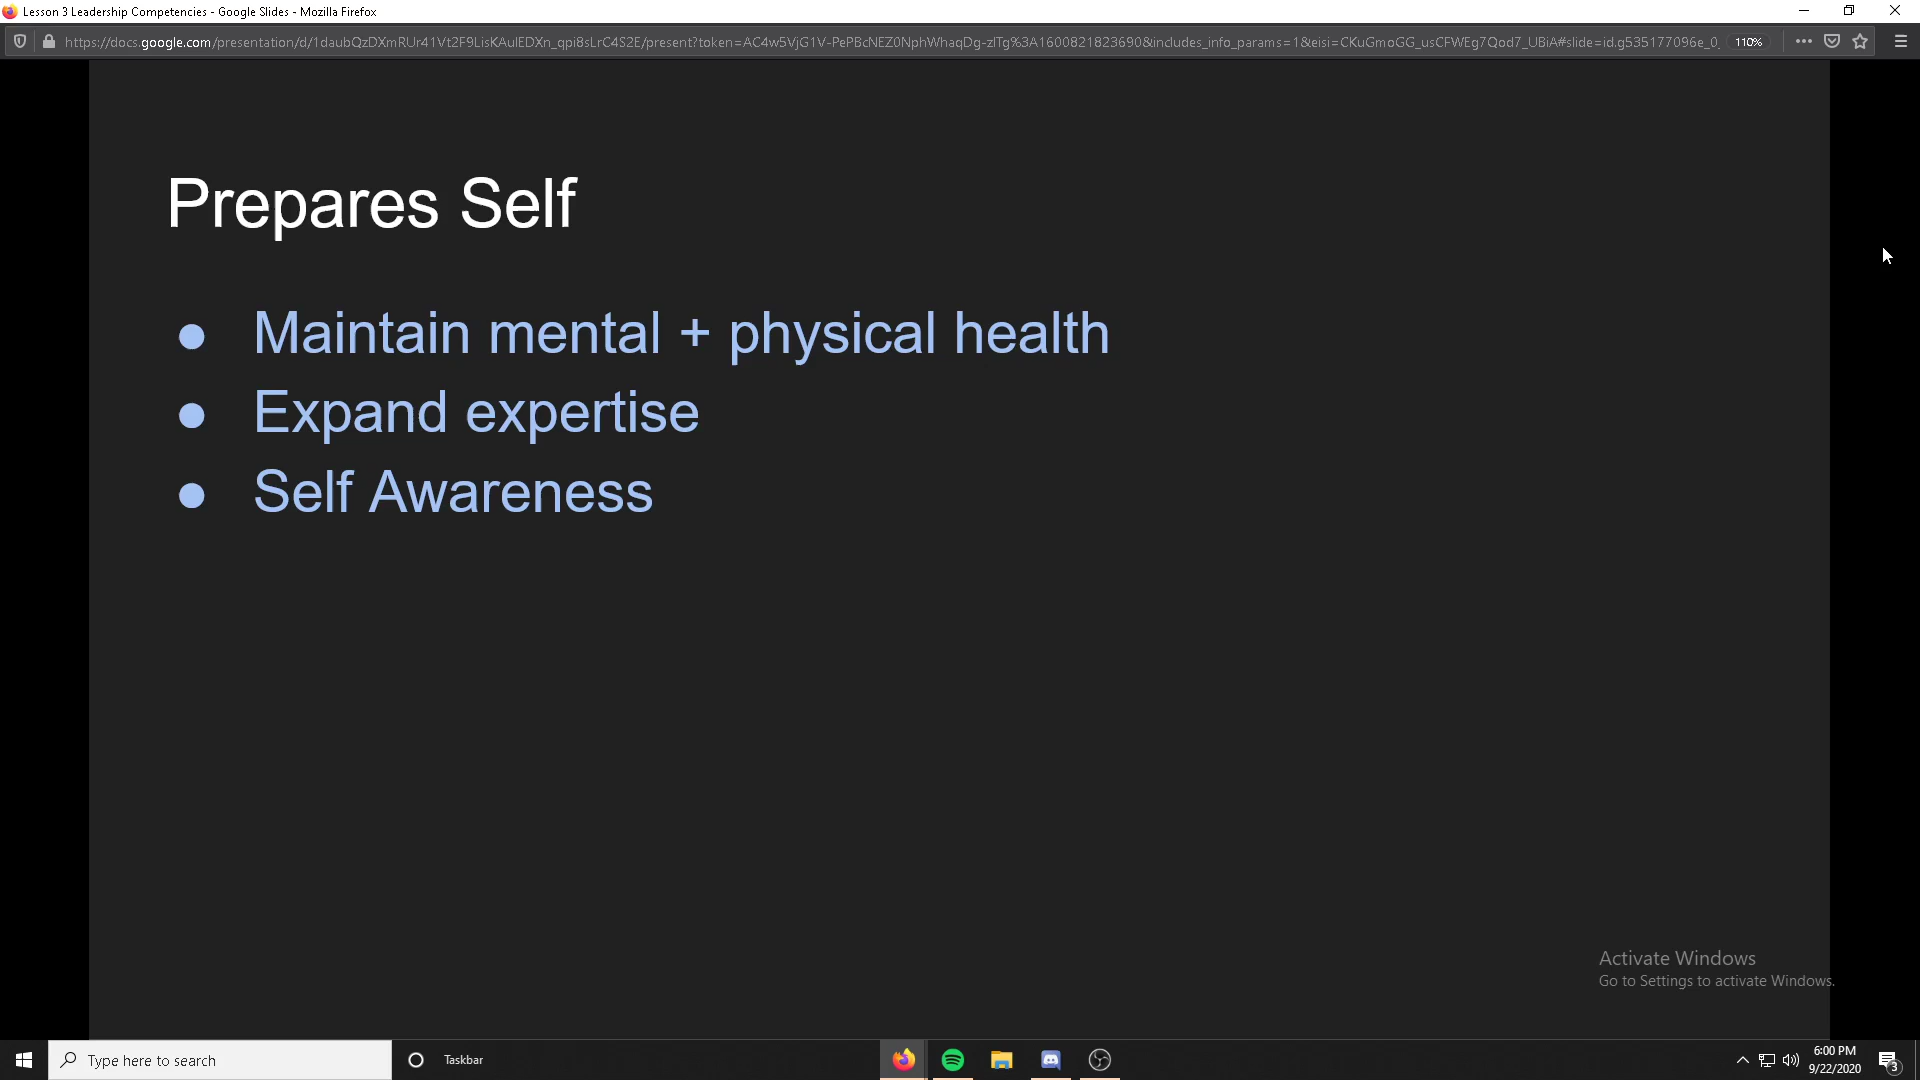 Lesson 3 Leadership Competencies - Google Slides - Mozilla Firefox
https://docs.google.com/presentation/d/1daubQzDXmRUr41Vt2F9LisKAulEDXn_qpi8sLrC4S2E/present?token=AC4w5VjG1V-PePBcNEZ0NphWhaqDg-zlTg%3A1600821823690&includes_info_params=1&eisi=CKuGmoGG_usCFWEg7Qod7_UBiA#slide=id.g535177096e_0_ 110%
Prepares Self
● Maintain mental + physical health
● Expand expertise
● Self Awareness
Activate Windows
Go to Settings to activate Windows.
Type here to search Taskbar 6:00 PM
9/22/2020 3